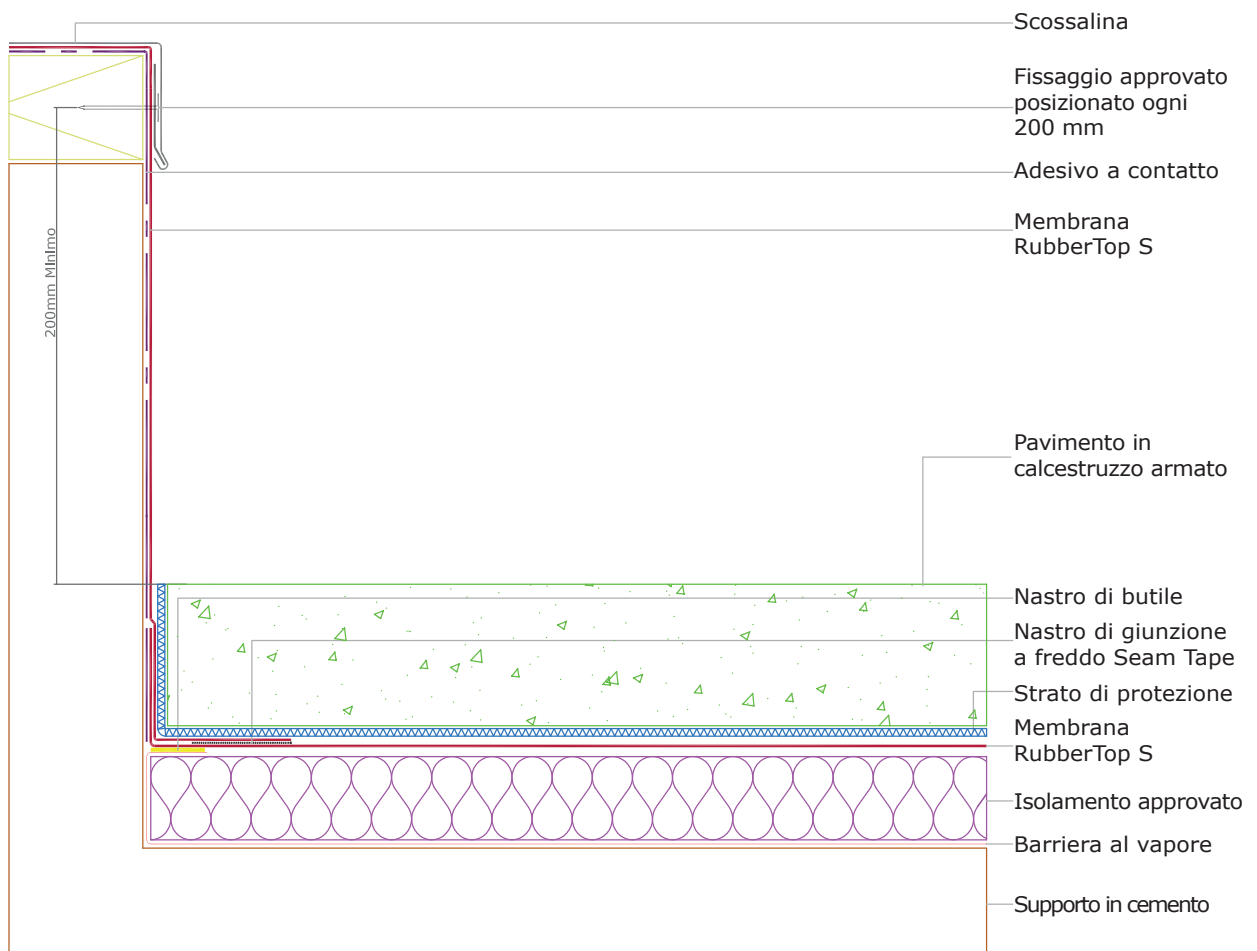 Scossalina
Fissaggio approvato
posizionato ogni
200 mm
Adesivo a contatto
Membrana
RubberTop S
200mm Minimo
Pavimento in
calcestruzzo armato
Nastro di butile
Nastro di giunzione
a freddo Seam Tape
Strato di protezione
Membrana
RubberTop S
Isolamento approvato
Barriera al vapore
Supporto in cemento